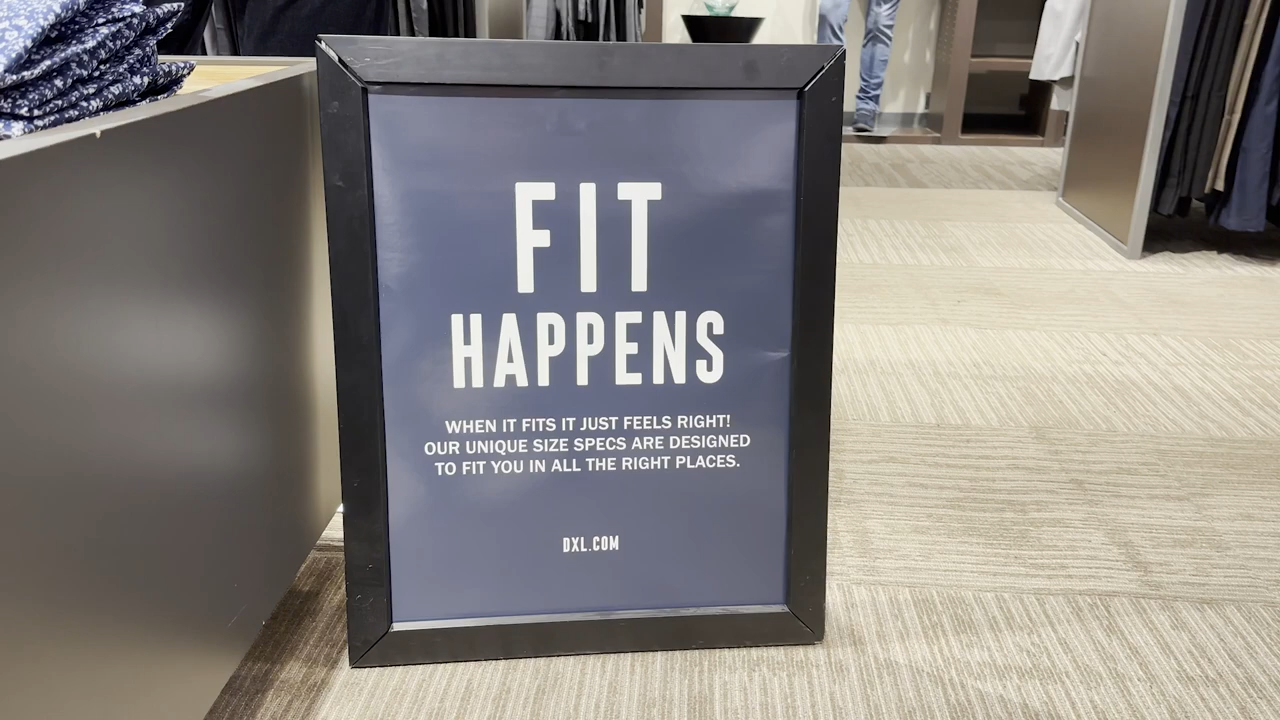 FIT
HAPPENS
WHEN IT FITS IT JUST FEELS RIGHT!
OUR UNIQUE SIZE SPECS ARE DESIGNED
TO FIT YOU IN ALL THE RIGHT PLACES.
DXL.COM